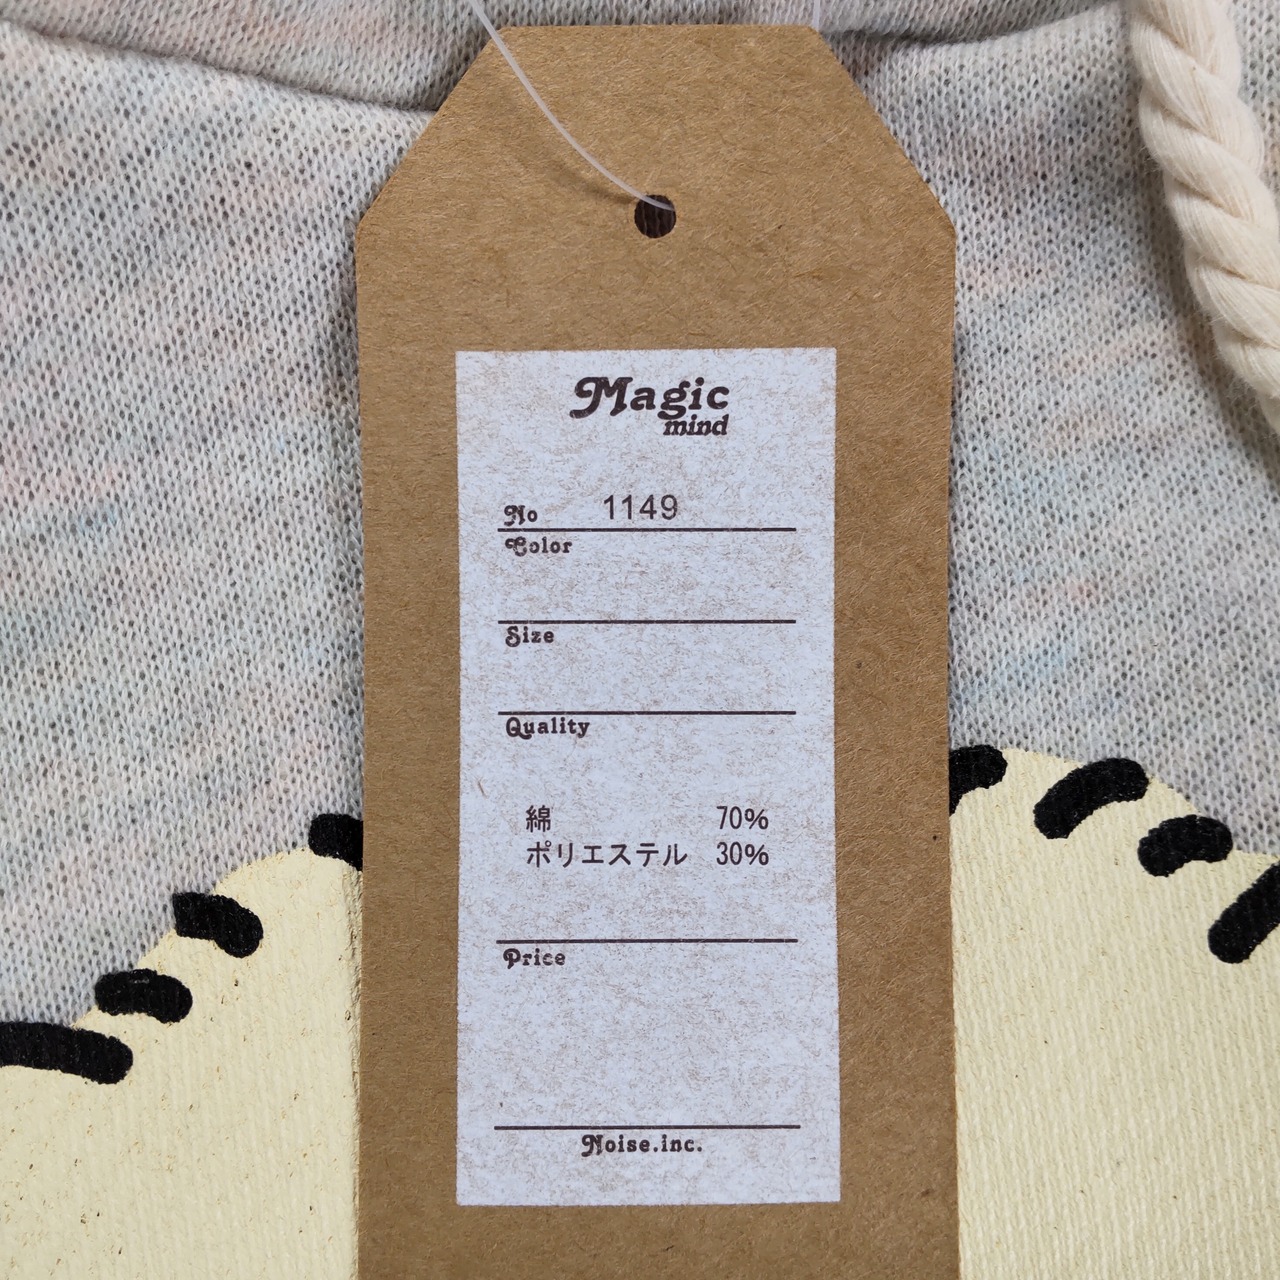 Magic
mind
No 1149
Color
Size
Quality
綿 70%
ポリエステル 30%
Price
Noise.inc.